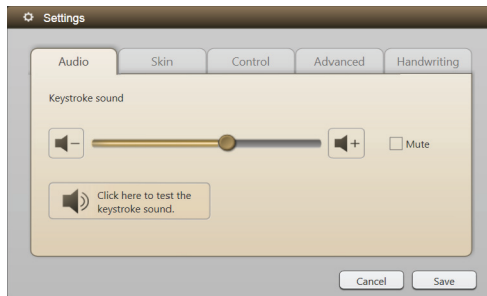 Settings
Audio Skin Control Advanced Handwriting
Keystroke sound
Mute
Click here to test the
keystroke sound.
Cancel Save